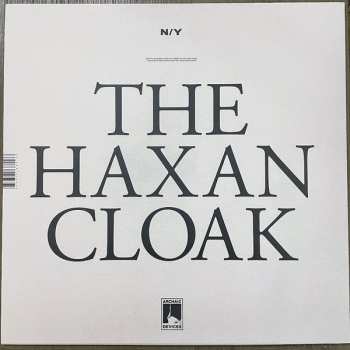 N/Y
THE
HAXAN
CLOAK
ARCHAIC
DEVICES